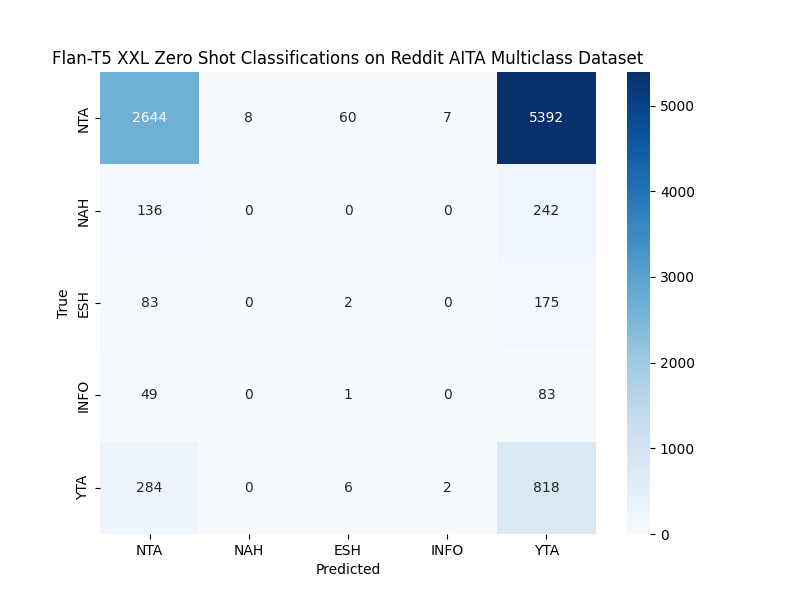 Flan-T5 XXL Zero Shot Classifications on Reddit AITA Multiclass Dataset
NTA 2644 8 60 7 5392
NAH 136 0 0 0 242
ESH 83 0 2 0 175
INFO 49 0 1 0 83
YTA 284 0 6 2 818
NTA NAH ESH INFO YTA
Predicted
True
5000
4000
3000
2000
1000
0